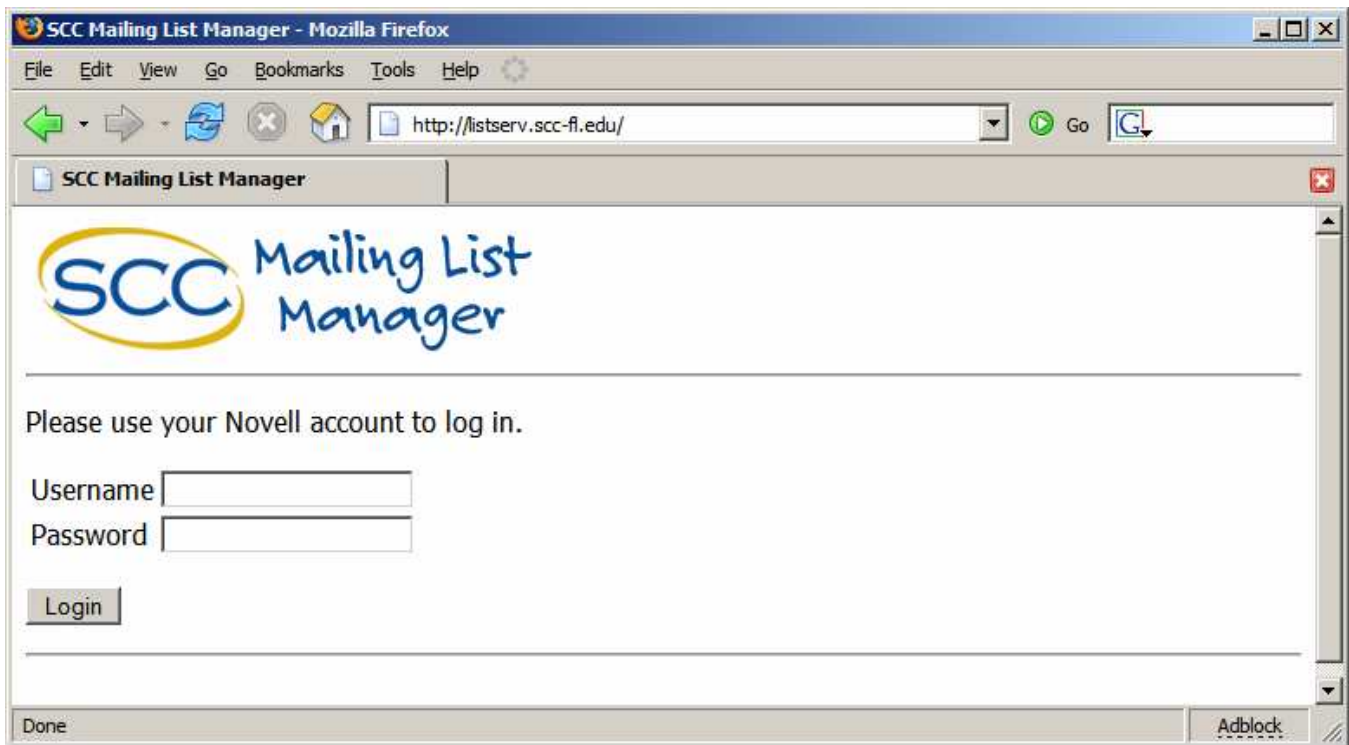 SCC Mailing List Manager - Mozilla Firefox
File Edit View Go Bookmarks Tools Help
http://listserv.scc-fl.edu/ Go G
SCC Mailing List Manager
SCC Mailing List
Manager
Please use your Novell account to log in.
Username
Password
Login
Done Adblock